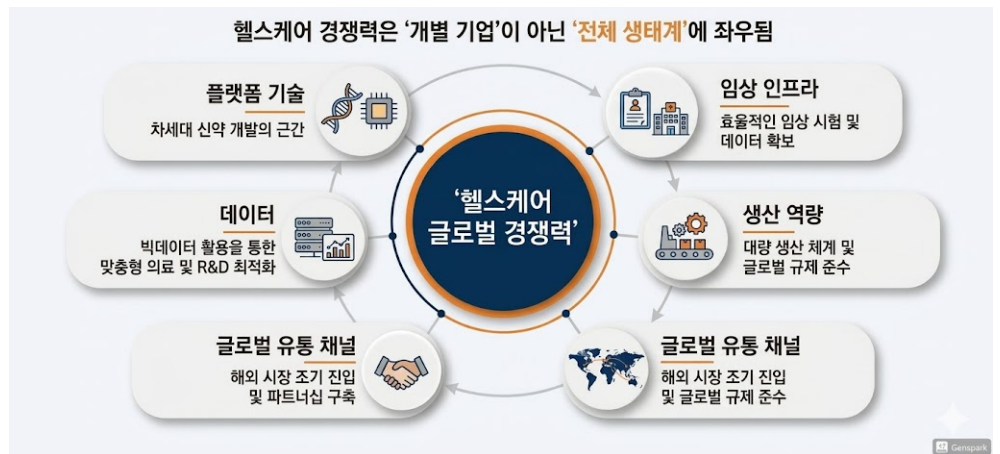 헬스케어 경쟁력은 ‘개별 기업’이 아닌 ‘전체 생태계’에 좌우됨
플랫폼 기술
차세대 신약 개발의 근간
임상 인프라
효율적인 임상 시험 및
데이터 확보
‘헬스케어
글로벌 경쟁력’
데이터
빅데이터 활용을 통한
맞춤형 의료 및 R&D 최적화
생산 역량
대량 생산 체계 및
글로벌 규제 준수
글로벌 유통 채널
해외 시장 조기 진입
및 파트너십 구축
글로벌 유통 채널
해외 시장 조기 진입
및 글로벌 규제 준수
Genspark